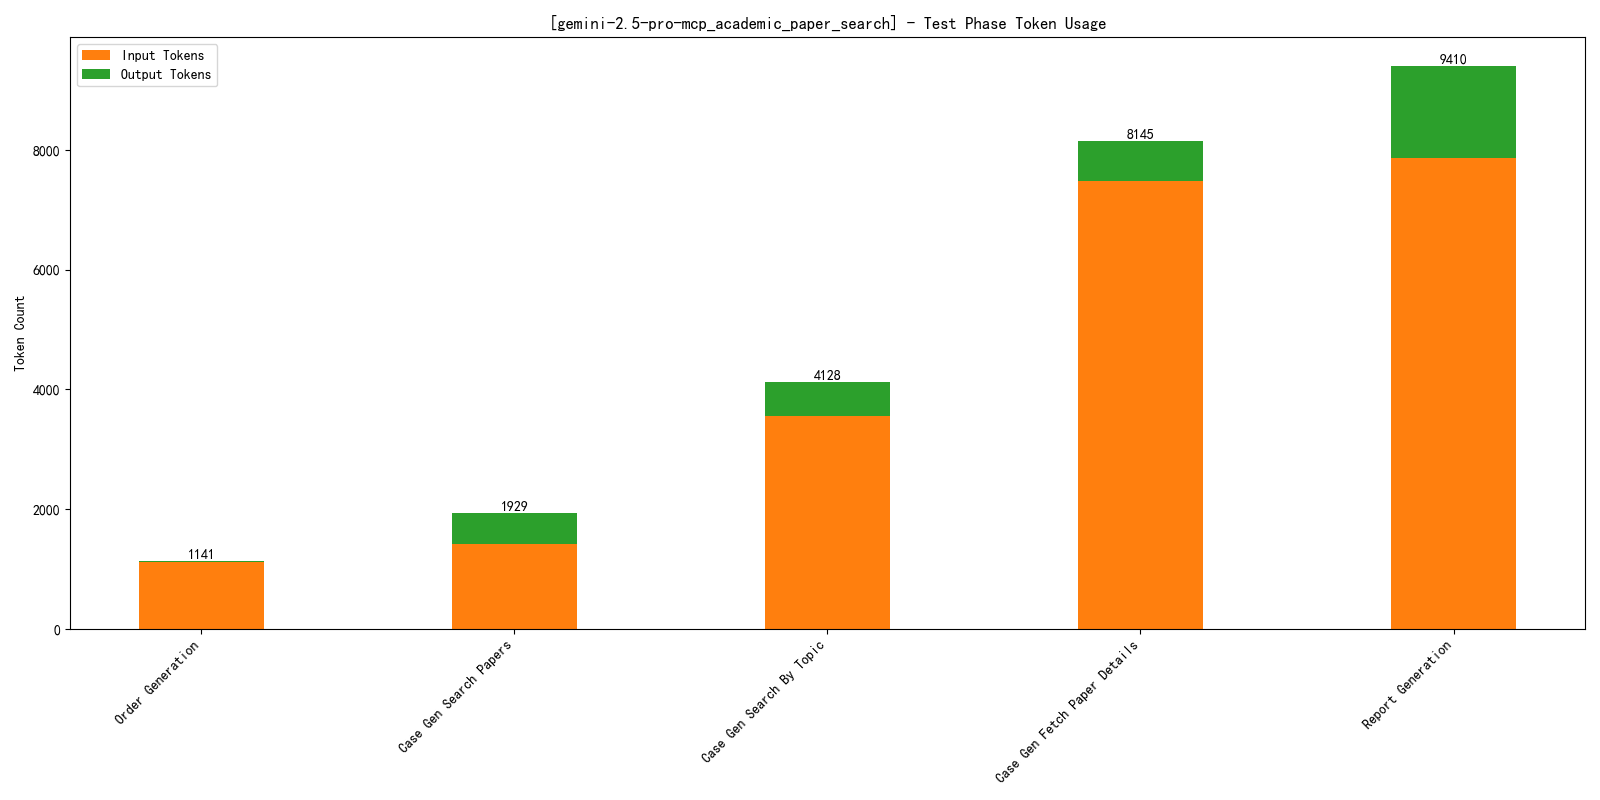 [gemini-2.5-pro-mcp_academic_paper_search] - Test Phase Token Usage
Input Tokens
Output Tokens
Token Count
8000
6000
4000
2000
0
1141
1929
4128
8145
9410
Order Generation
Case Gen Search Papers
Case Gen Search By Topic
Case Gen Fetch Paper Details
Report Generation